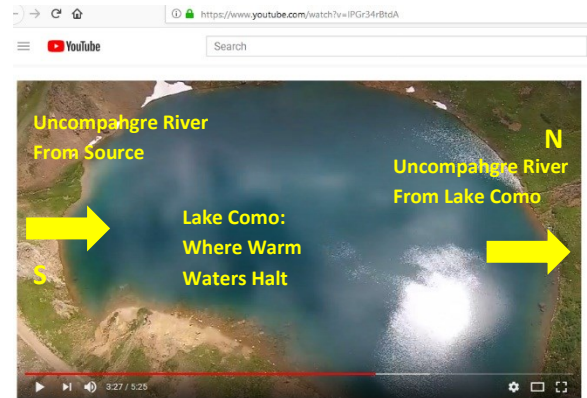 https://www.youtube.com/watch?v=IPGr34rBtdA
YouTube
Search
Uncompahgre River
From Source
N
Uncompahgre River
From Lake Como
Lake Como:
Where Warm
Waters Halt
S
3:27 / 5:25